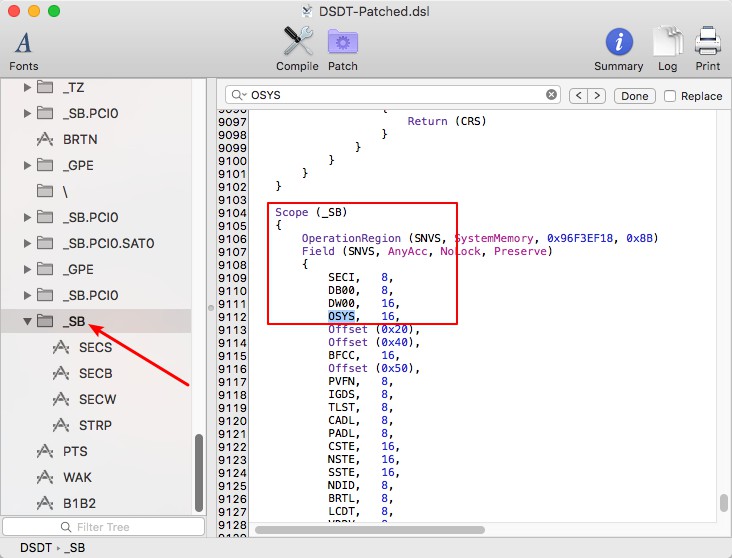 DSDT-Patched.dsl
A
Fonts
Compile
Patch
i
Summary
Log
Print
_TZ
_SB.PCI0
BRTN
_GPE
\
_SB.PCI0
_SB.PCI0.SAT0
_GPE
_SB.PCI0
_SB
SECS
SECB
SECW
STRP
PTS
WAK
B1B2
Filter Tree
DSDT › _SB
OSYS
< >
Done
Replace
9096 {
9097 Return (CRS)
9098 }
9099 }
9100 }
9101 }
9102 }
9103
9104 Scope (_SB)
9105 {
9106 OperationRegion (SNVS, SystemMemory, 0x96F3EF18, 0x8B)
9107 Field (SNVS, AnyAcc, NoLock, Preserve)
9108 {
9109 SECI, 8,
9110 DB00, 8,
9111 DW00, 16,
9112 OSYS, 16,
9113 Offset (0x20),
9114 Offset (0x40),
9115 BFCC, 16,
9116 Offset (0x50),
9117 PVFN, 8,
9118 IGDS, 8,
9119 TLST, 8,
9120 CADL, 8,
9121 PADL, 8,
9122 CSTE, 16,
9123 NSTE, 16,
9124 SSTE, 16,
9125 NDID, 8,
9126 BRTL, 8,
9127 LCDT, 8,
9128